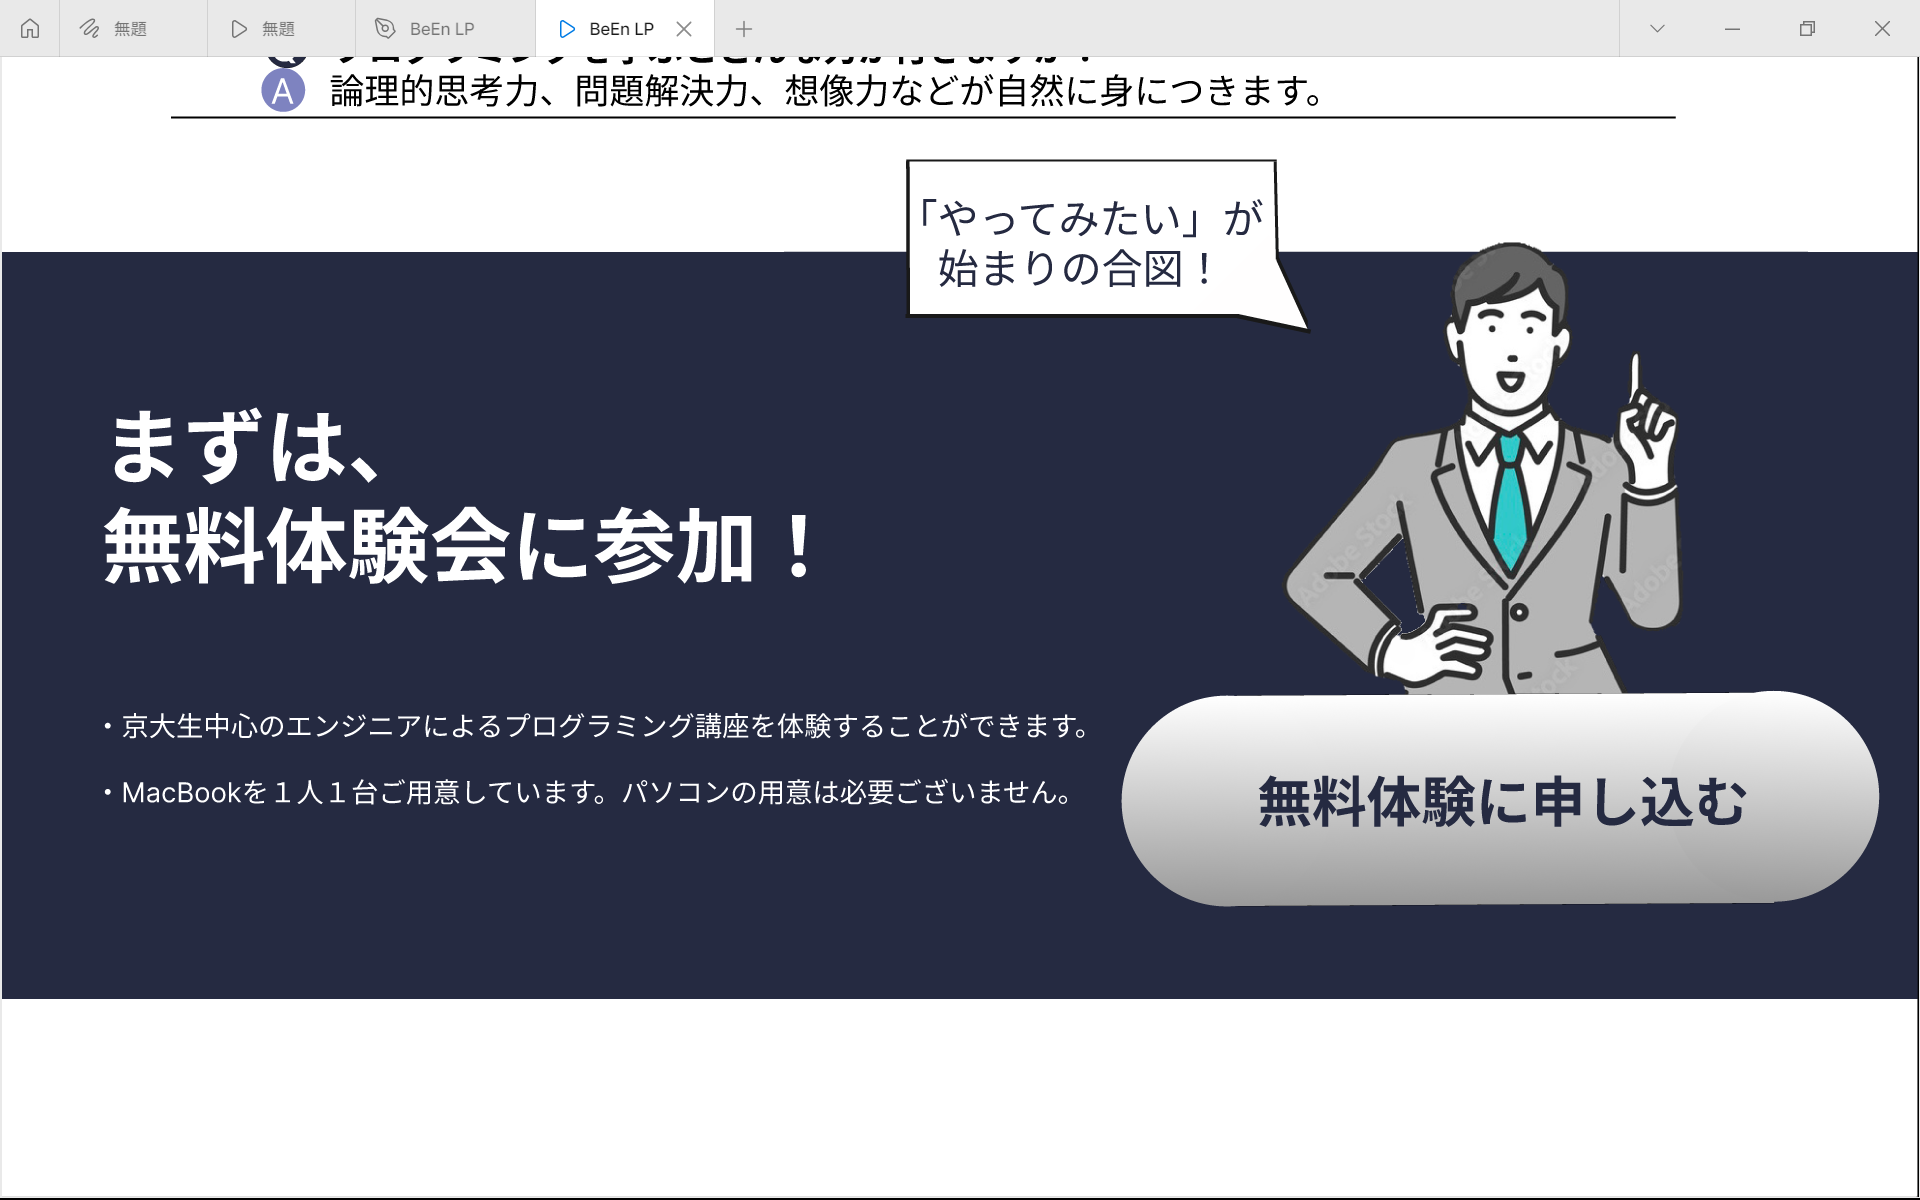 無題
無題
BeEn LP
BeEn LP
A
論理的思考力、問題解決力、想像力などが自然に身につきます。
「やってみたい」が
始まりの合図！
まずは、
無料体験会に参加！
・京大生中心のエンジニアによるプログラミング講座を体験することができます。
・MacBookを１人１台ご用意しています。パソコンの用意は必要ございません。
無料体験に申し込む
Adobe Stock